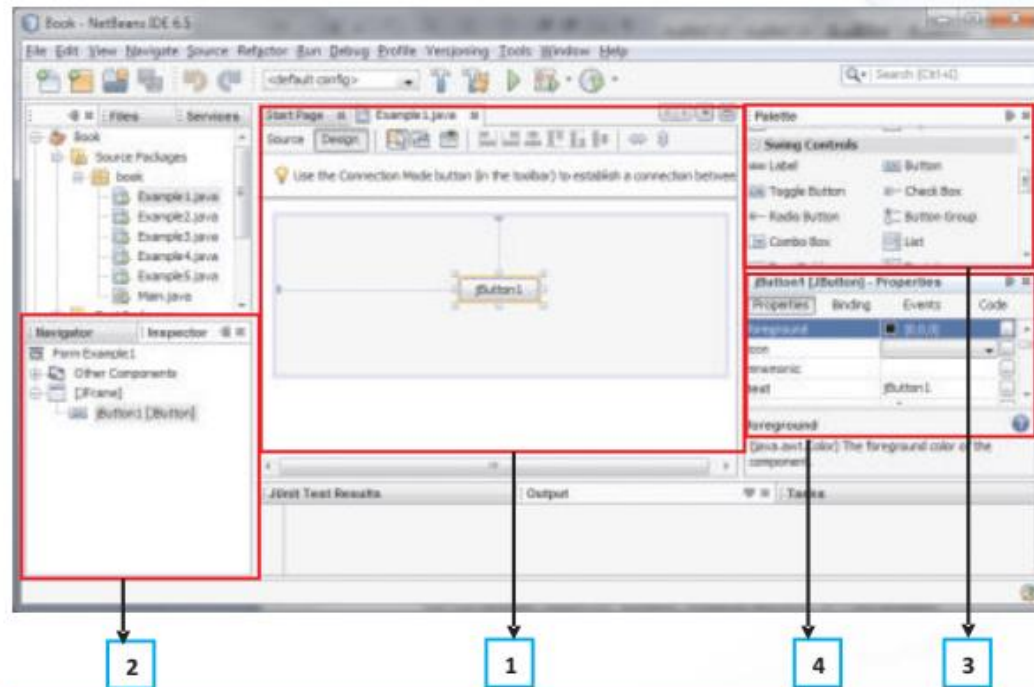 Book - NetBeans IDE 6.5
File Edit View Navigate Source Refactor Run Debug Profile Versioning Tools Window Help
<default config>
Search (Ctrl+I)
Files Services
Book
Source Packages
book
Example1.java
Example2.java
Example3.java
Example4.java
Example5.java
Main.java
Navigator Inspector
Form Example1
Other Components
[JFrame]
jButton1 [JButton]
Start Page Example1.java
Source Design
Use the Connection Mode button (in the toolbar) to establish a connection between
jButton1
JUnit Test Results Output Tasks
Palette
Swing Controls
Label Button
Toggle Button Check Box
Radio Button Button Group
Combo Box List
jButton1 [JButton] - Properties
Properties Binding Events Code
foreground [0,0,0]
icon
mnemonic
text jButton1
foreground
(java.awt.Color) The foreground color of the
component.
2
1
4
3